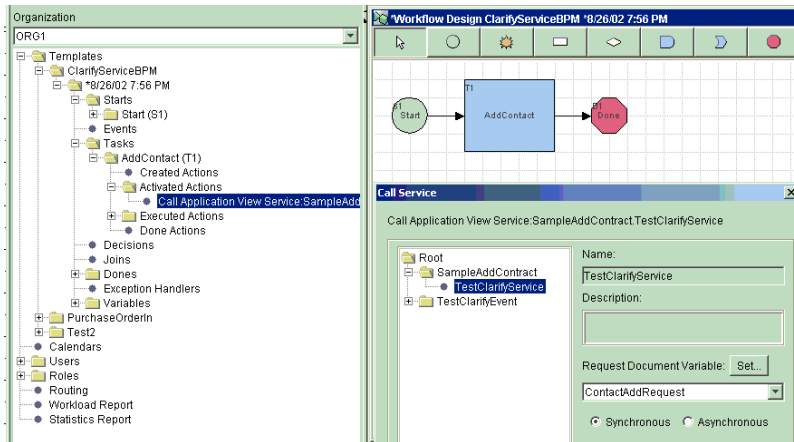 Organization
ORG1
Templates
ClarifyServiceBPM
*8/26/02 7:56 PM
Starts
Start (S1)
Events
Tasks
AddContact (T1)
Created Actions
Activated Actions
Call Application View Service:SampleAdd
Executed Actions
Done Actions
Decisions
Joins
Dones
Exception Handlers
Variables
PurchaseOrderIn
Test2
Calendars
Users
Roles
Routing
Workload Report
Statistics Report
*Workflow Design ClarifyServiceBPM *8/26/02 7:56 PM
S1
Start
T1
AddContact
Done
Call Service
Call Application View Service:SampleAddContract.TestClarifyService
Root
SampleAddContract
TestClarifyService
TestClarifyEvent
Name:
TestClarifyService
Description:
Request Document Variable:
Set...
ContactAddRequest
Synchronous
Asynchronous